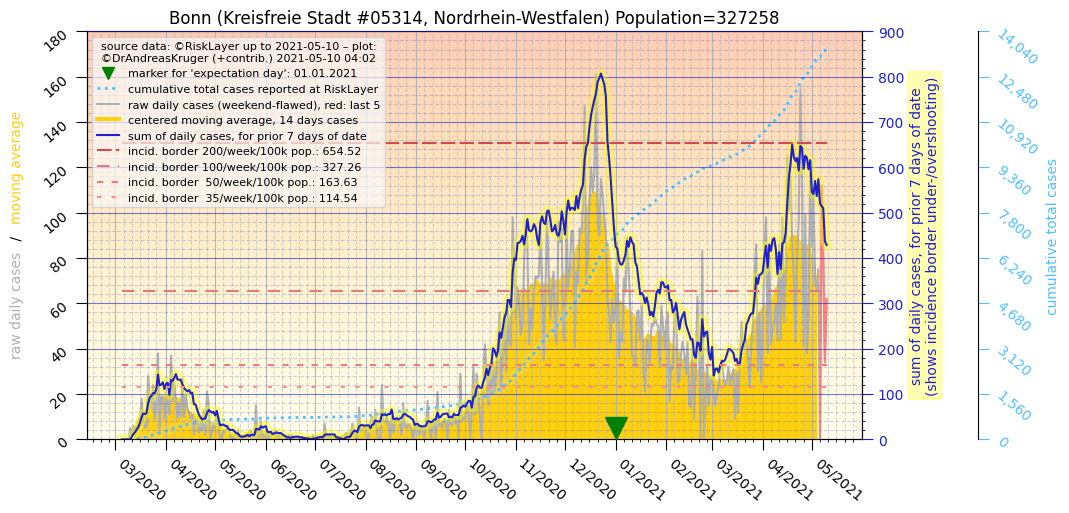 Bonn (Kreisfreie Stadt #05314, Nordrhein-Westfalen) Population=327258
source data: ©RiskLayer up to 2021-05-10 – plot:
©DrAndreasKruger (+contrib.) 2021-05-10 04:02
marker for 'expectation day': 01.01.2021
cumulative total cases reported at RiskLayer
raw daily cases (weekend-flawed), red: last 5
centered moving average, 14 days cases
sum of daily cases, for prior 7 days of date
incid. border 200/week/100k pop.: 654.52
incid. border 100/week/100k pop.: 327.26
incid. border  50/week/100k pop.: 163.63
incid. border  35/week/100k pop.: 114.54
raw daily cases / moving average
180
160
140
120
100
80
60
40
20
0
03/2020
04/2020
05/2020
06/2020
07/2020
08/2020
09/2020
10/2020
11/2020
12/2020
01/2021
02/2021
03/2021
04/2021
05/2021
900
800
700
600
500
400
300
200
100
0
sum of daily cases, for prior 7 days of date
(shows incidence border under-/overshooting)
14,040
12,480
10,920
9,360
7,800
6,240
4,680
3,120
1,560
0
cumulative total cases